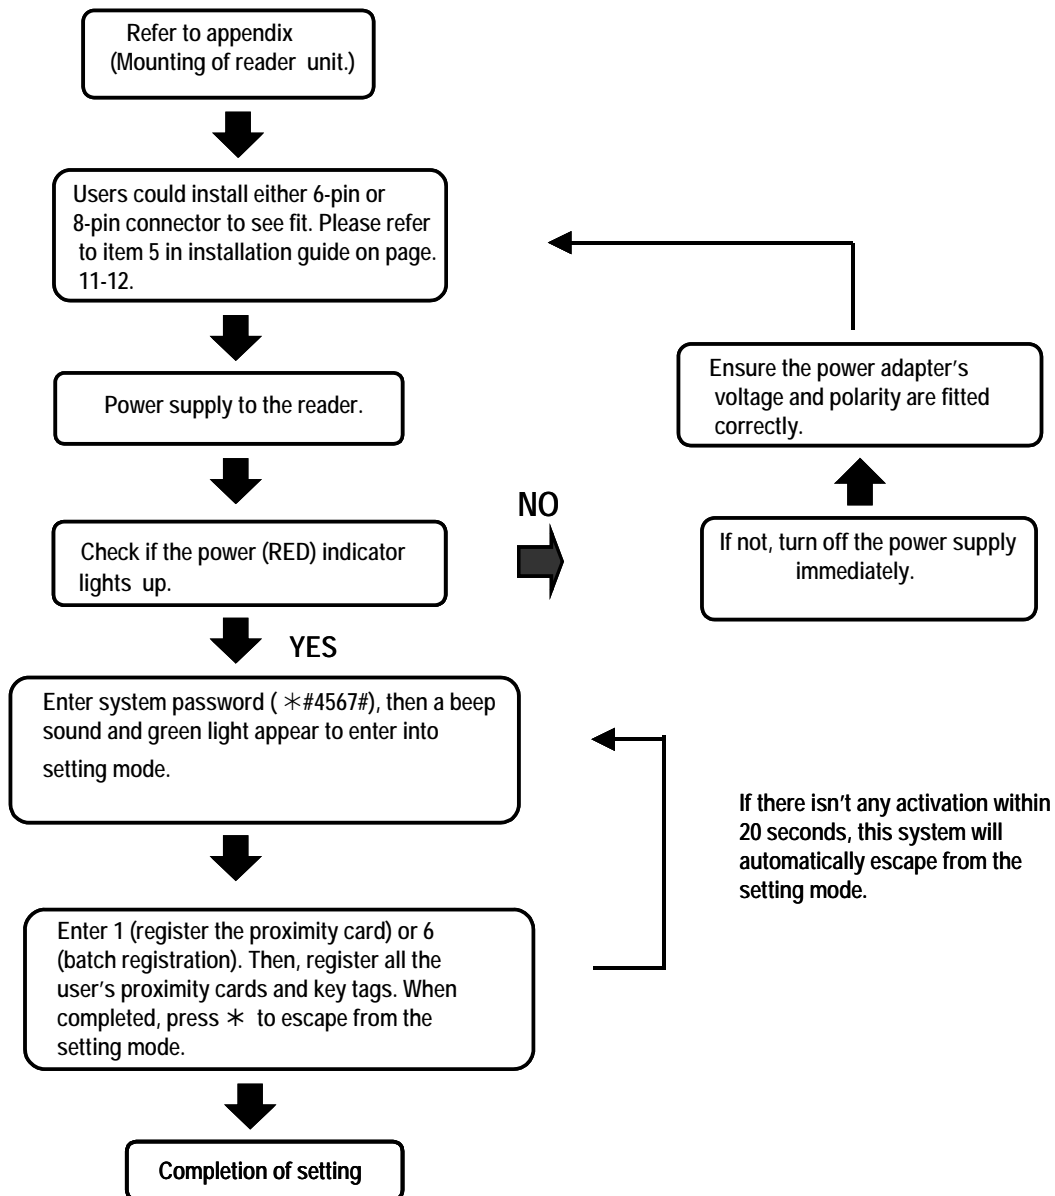 Refer to appendix
(Mounting of reader unit.)
Users could install either 6-pin or
8-pin connector to see fit. Please refer
to item 5 in installation guide on page.
11-12.
Power supply to the reader.
Check if the power (RED) indicator
lights up.
NO
If not, turn off the power supply
immediately.
Ensure the power adapter's
voltage and polarity are fitted
correctly.
YES
Enter system password ( ＊#4567#), then a beep
sound and green light appear to enter into
setting mode.
If there isn't any activation within
20 seconds, this system will
automatically escape from the
setting mode.
Enter 1 (register the proximity card) or 6
(batch registration). Then, register all the
user's proximity cards and key tags. When
completed, press ＊ to escape from the
setting mode.
Completion of setting